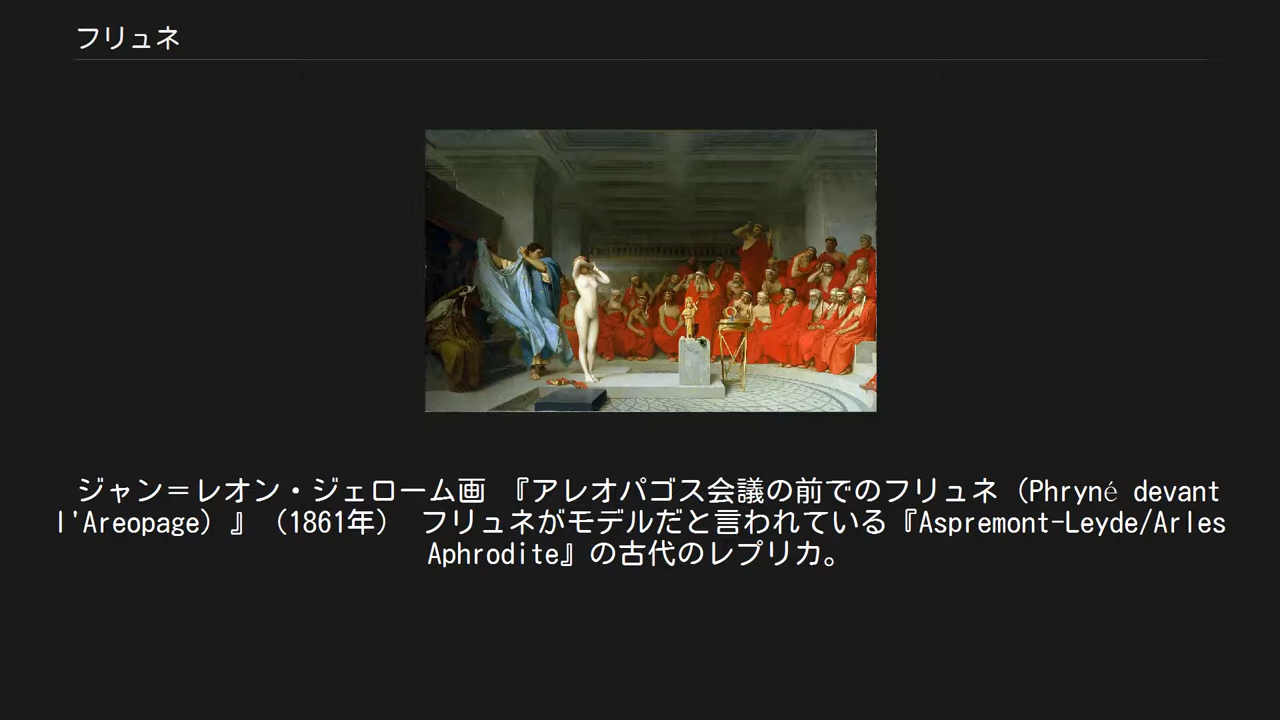 フリュネ
ジャン＝レオン・ジェローム画　『アレオパゴス会議の前でのフリュネ（Phryné devant
l'Areopage）』（1861年）　フリュネがモデルだと言われている『Aspremont-Leyde/Arles
Aphrodite』の古代のレプリカ。